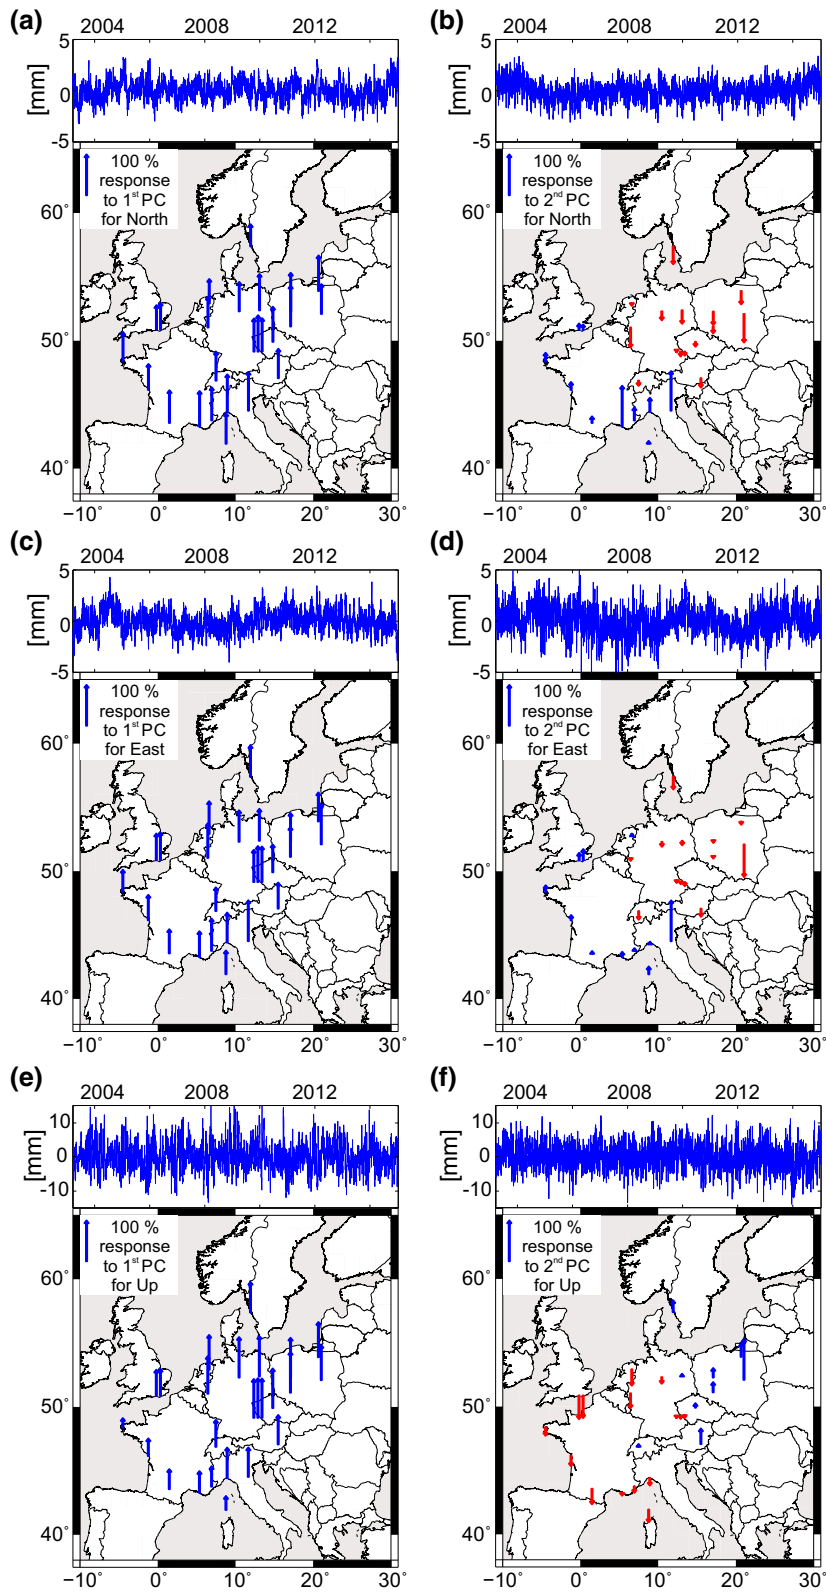 (a)
(b)
2004 2008 2012
2004 2008 2012
5
0
-5
[mm]
5
0
-5
[mm]
100 %
response
to 1st PC
for North
100 %
response
to 2nd PC
for North
60°
50°
40°
−10° 0 10 20 30
60°
50°
40°
−10° 0 10 20 30
(c)
(d)
2004 2008 2012
2004 2008 2012
5
0
-5
[mm]
5
0
-5
[mm]
100 %
response
to 1st PC
for East
100 %
response
to 2nd PC
for East
60°
50°
40°
−10° 0 10 20 30
60°
50°
40°
−10° 0 10 20 30
(e)
(f)
2004 2008 2012
2004 2008 2012
10
0
-10
[mm]
10
0
-10
[mm]
100 %
response
to 1st PC
for Up
100 %
response
to 2nd PC
for Up
60°
50°
40°
−10° 0 10 20 30
60°
50°
40°
−10° 0 10 20 30